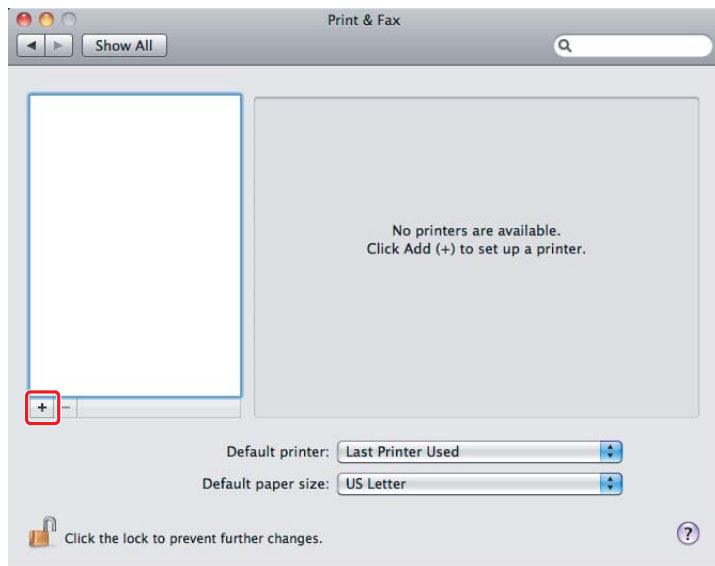 Print & Fax
Show All
No printers are available.
Click Add (+) to set up a printer.
+ −
Default printer: Last Printer Used
Default paper size: US Letter
Click the lock to prevent further changes.
?